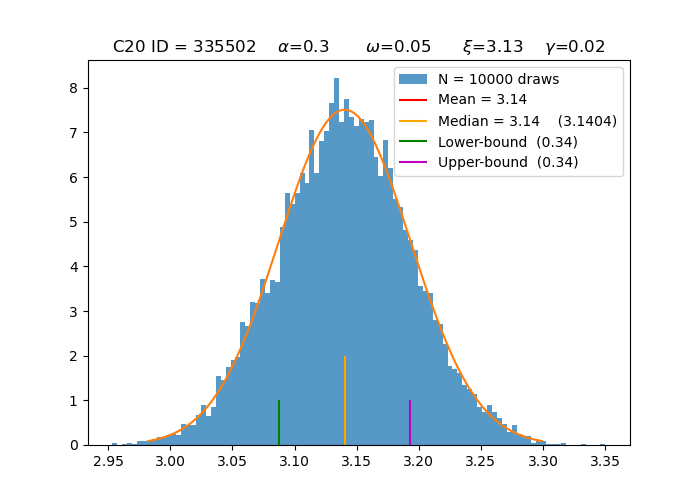 C20 ID = 335502 α=0.3 ω=0.05 ξ=3.13 γ=0.02
N = 10000 draws
Mean = 3.14
Median = 3.14 (3.1404)
Lower-bound (0.34)
Upper-bound (0.34)
8
7
6
5
4
3
2
1
0
2.95 3.00 3.05 3.10 3.15 3.20 3.25 3.30 3.35